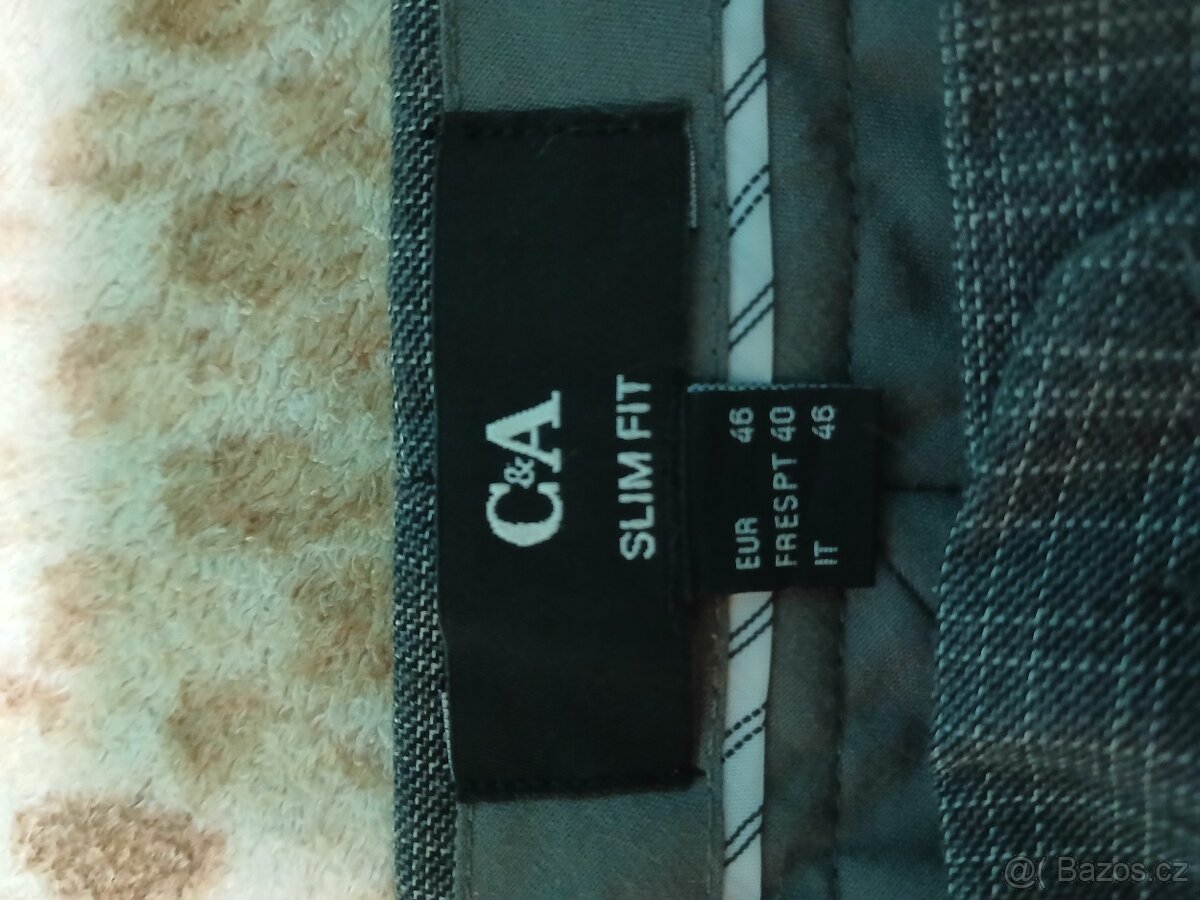 C&A
SLIM FIT
EUR 46
FRESPT 40
IT 46
@( Bazos.cz